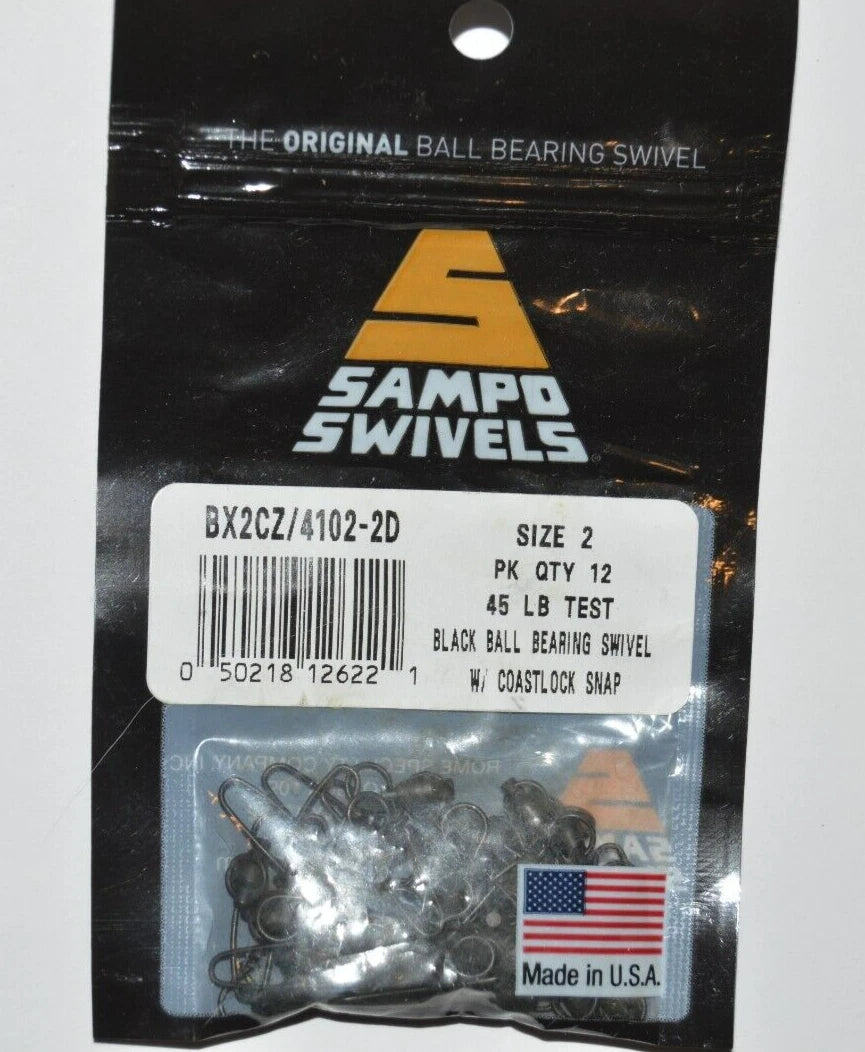 THE ORIGINAL BALL BEARING SWIVEL
S
SAMPO
SWIVELS®
BX2CZ/4102-2D
0 50218 12622 1
SIZE 2
PK QTY 12
45 LB TEST
BLACK BALL BEARING SWIVEL
W/ COASTLOCK SNAP
Made in U.S.A.